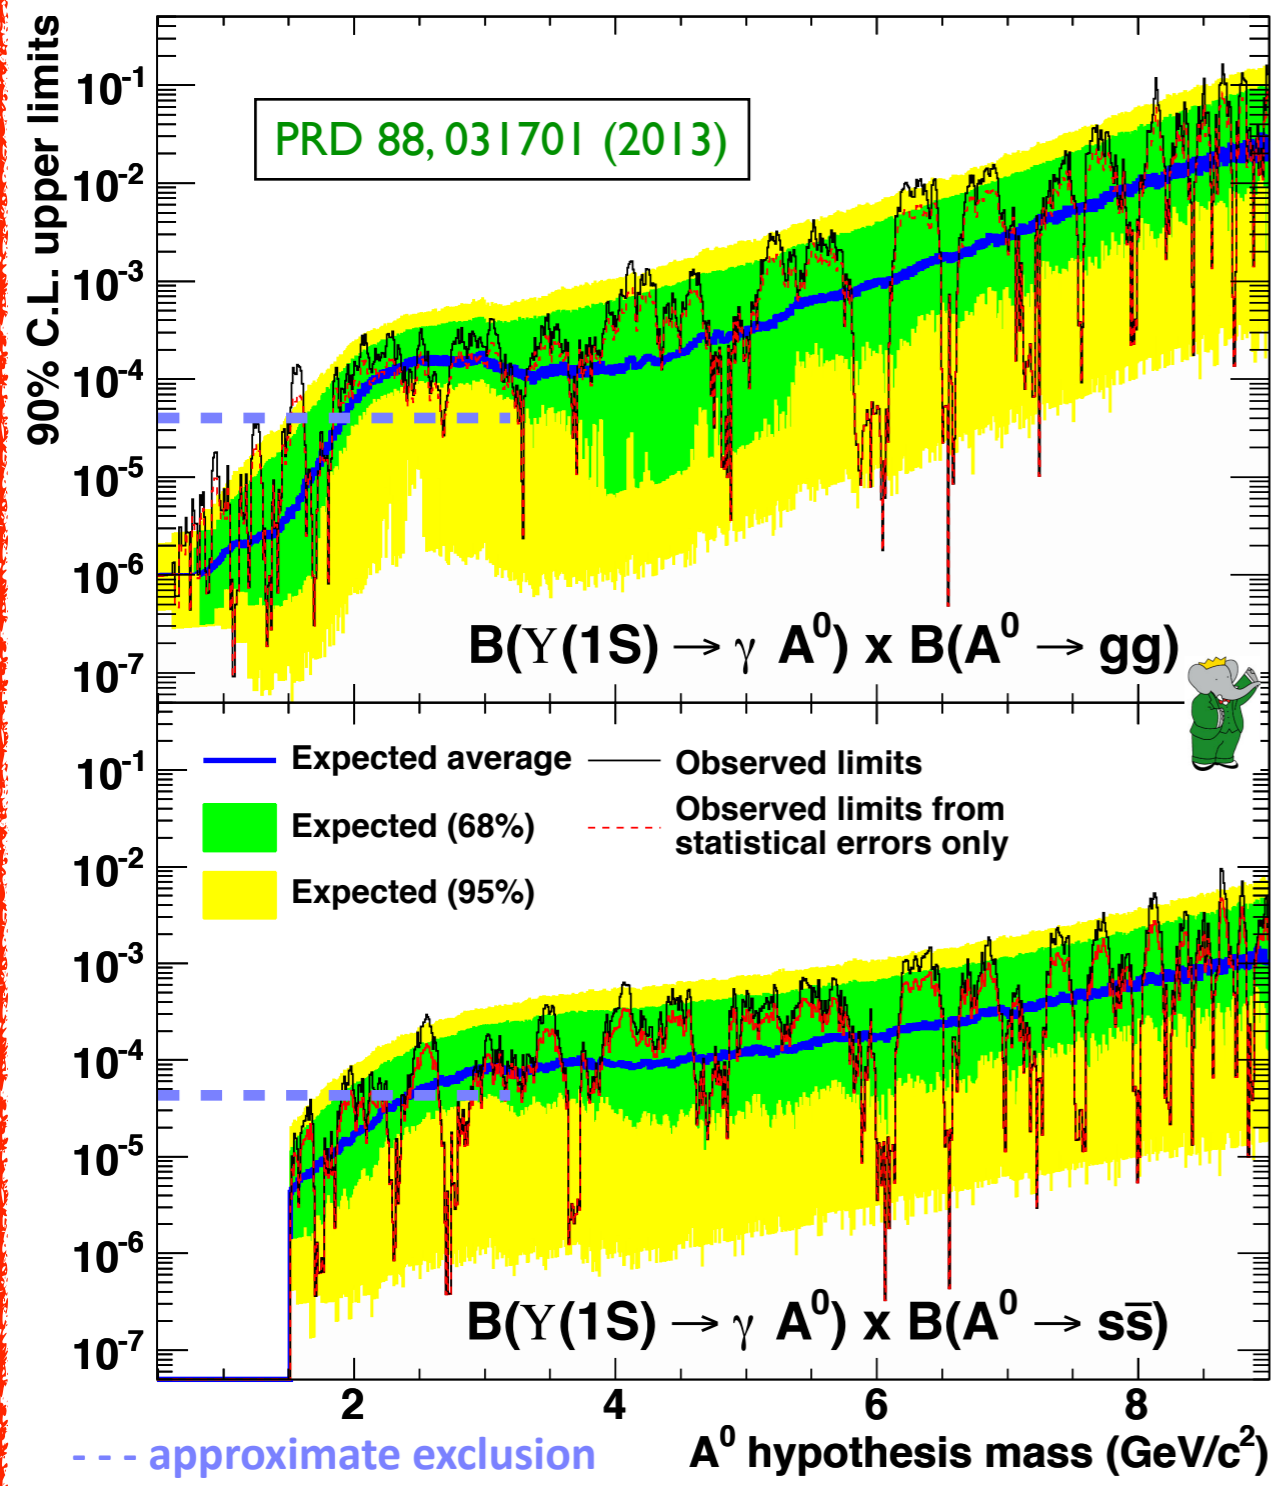 90% C.L. upper limits
PRD 88, 031701 (2013)
10⁻¹
10⁻²
10⁻³
10⁻⁴
10⁻⁵
10⁻⁶
10⁻⁷
B(Υ(1S) → γ A⁰) x B(A⁰ → gg)
Expected average
Observed limits
Expected (68%)
Observed limits from
statistical errors only
Expected (95%)
10⁻¹
10⁻²
10⁻³
10⁻⁴
10⁻⁵
10⁻⁶
10⁻⁷
B(Υ(1S) → γ A⁰) x B(A⁰ → ss̅)
2 4 6 8
- - - approximate exclusion
A⁰ hypothesis mass (GeV/c²)